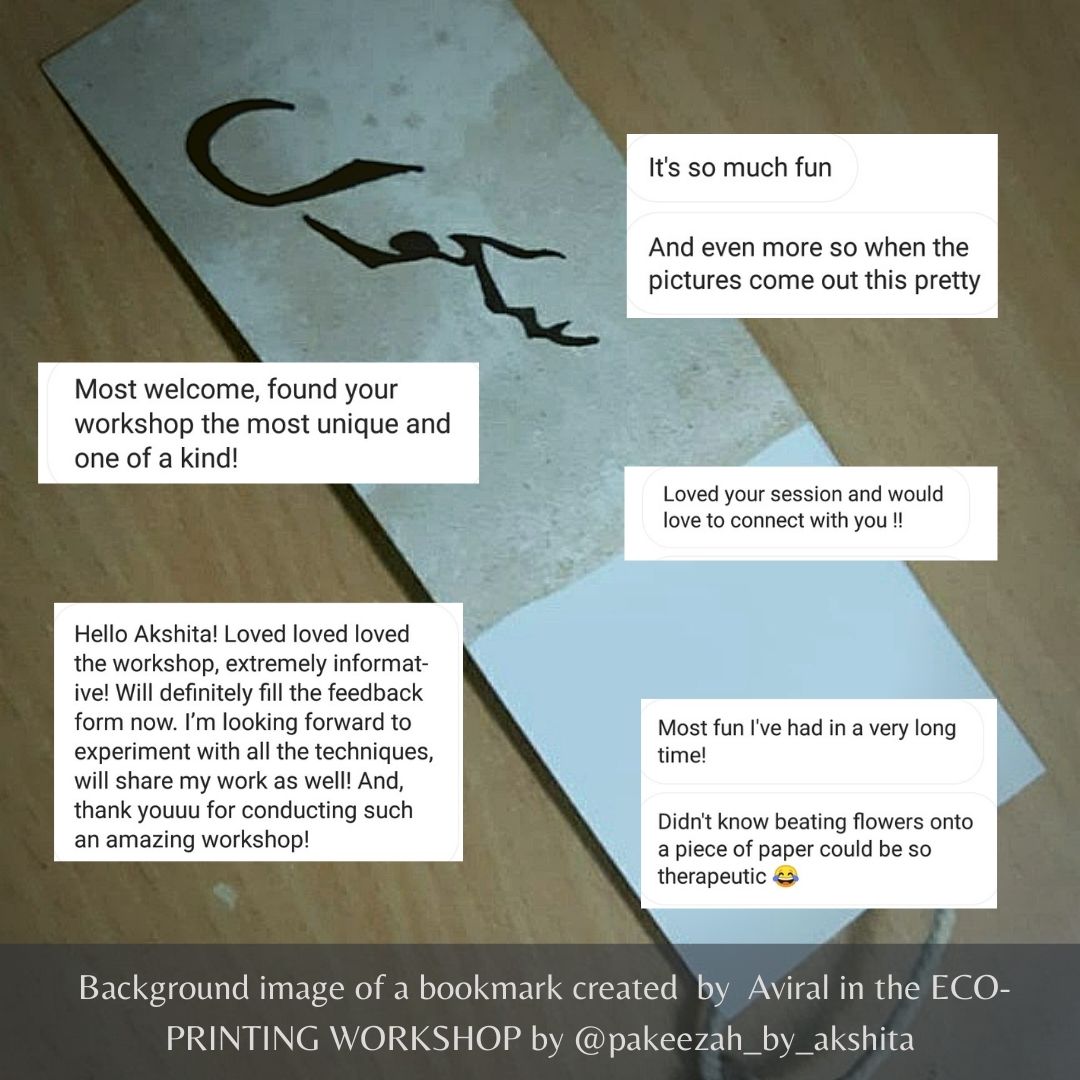 سکوں
It's so much fun
And even more so when the
pictures come out this pretty
Most welcome, found your
workshop the most unique and
one of a kind!
Loved your session and would
love to connect with you !!
Hello Akshita! Loved loved loved
the workshop, extremely informat-
ive! Will definitely fill the feedback
form now. I’m looking forward to
experiment with all the techniques,
will share my work as well! And,
thank youuu for conducting such
an amazing workshop!
Most fun I've had in a very long
time!
Didn't know beating flowers onto
a piece of paper could be so
therapeutic 😂
Background image of a bookmark created by Aviral in the ECO-
PRINTING WORKSHOP by @pakeezah_by_akshita